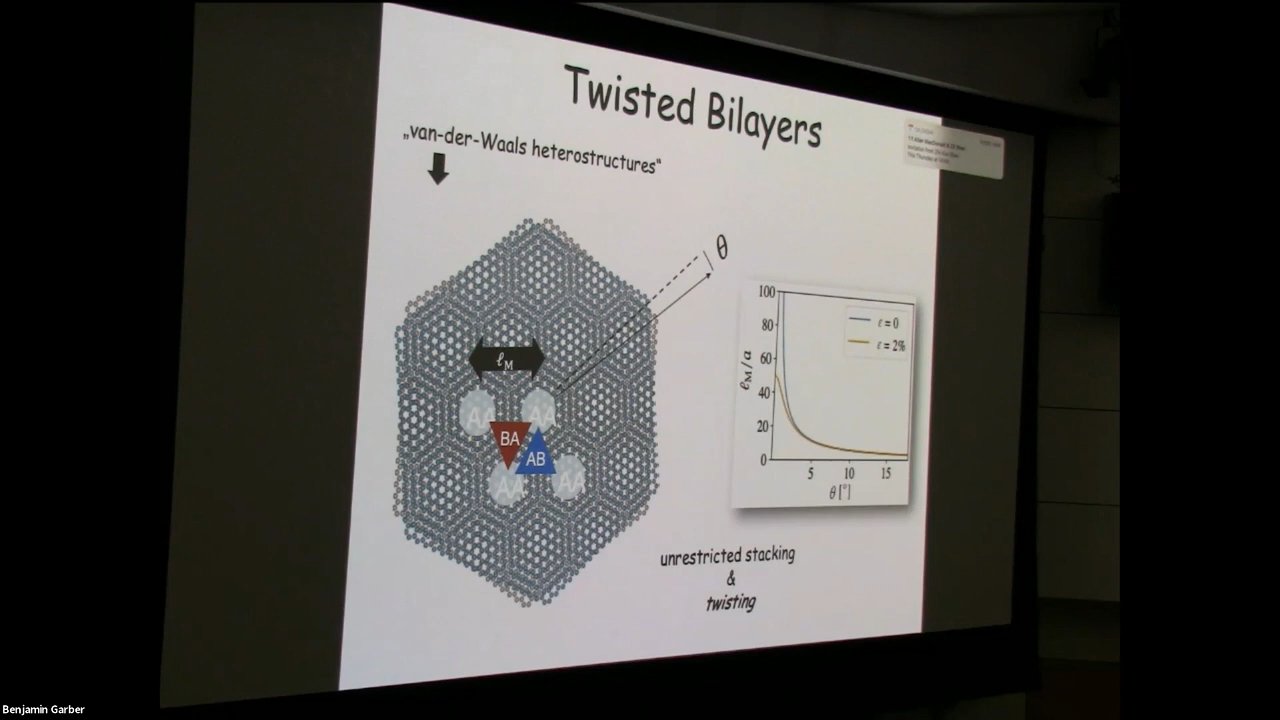 Twisted Bilayers
„van-der-Waals heterostructures“
θ
ℓM
AA
AA
BA
AB
AA
AA
100
80
60
40
20
0
ℓM/a
ε = 0
ε = 2%
5
10
15
θ [°]
unrestricted stacking
&
twisting
Benjamin Garber